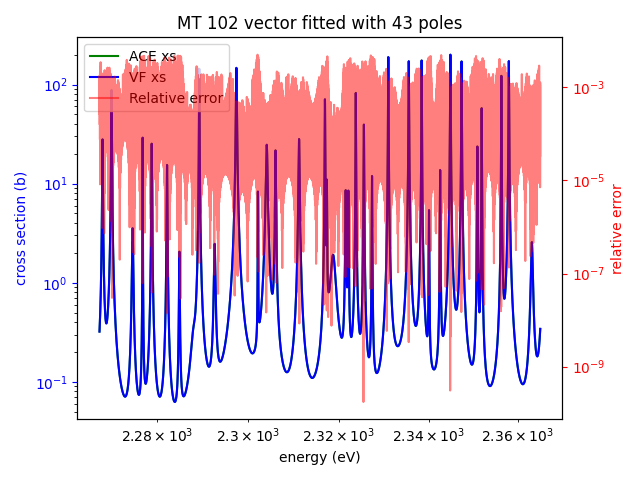 MT 102 vector fitted with 43 poles
ACE xs
VF xs
Relative error
cross section (b)
10²
10¹
10⁰
10⁻¹
relative error
10⁻³
10⁻⁵
10⁻⁷
10⁻⁹
2.28 × 10³ 2.3 × 10³ 2.32 × 10³ 2.34 × 10³ 2.36 × 10³
energy (eV)